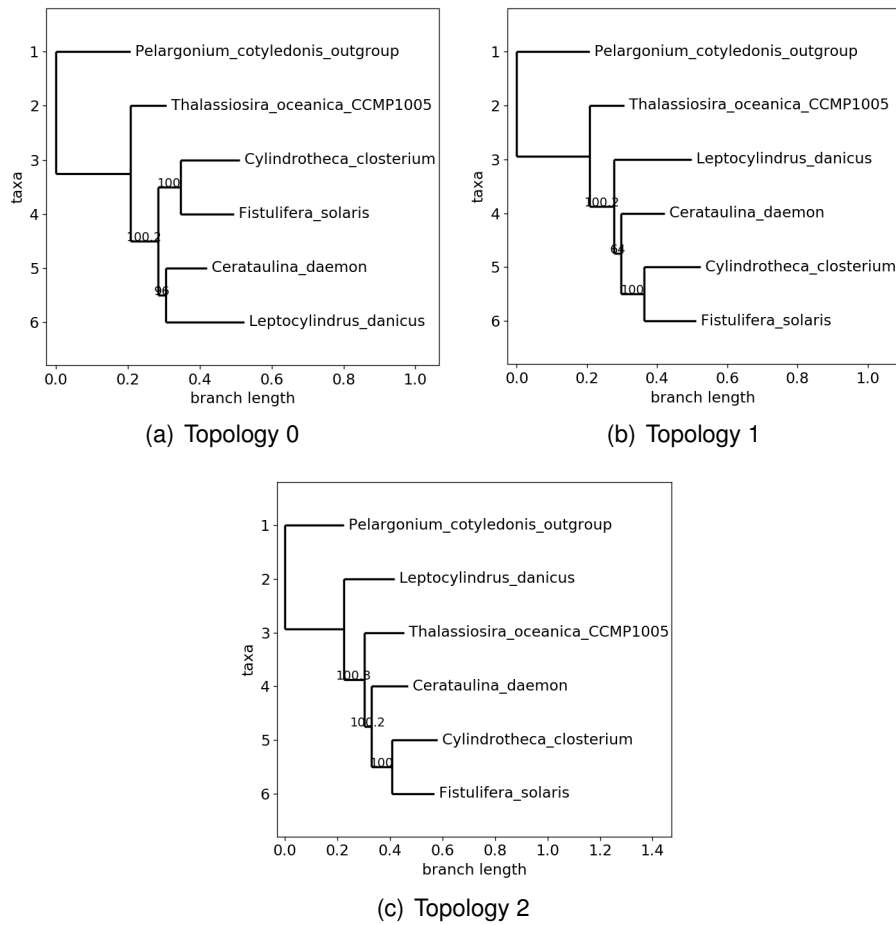 1
Pelargonium_cotyledonis_outgroup
2
Thalassiosira_oceanica_CCMP1005
3
Cylindrotheca_closterium
100
4
Fistulifera_solaris
100.2
5
Cerataulina_daemon
96
6
Leptocylindrus_danicus
taxa
0.0 0.2 0.4 0.6 0.8 1.0
branch length
(a) Topology 0
1
Pelargonium_cotyledonis_outgroup
2
Thalassiosira_oceanica_CCMP1005
3
Leptocylindrus_danicus
100.2
4
Cerataulina_daemon
64
5
Cylindrotheca_closterium
100
6
Fistulifera_solaris
taxa
0.0 0.2 0.4 0.6 0.8 1.0
branch length
(b) Topology 1
1
Pelargonium_cotyledonis_outgroup
2
Leptocylindrus_danicus
3
Thalassiosira_oceanica_CCMP1005
100.3
4
Cerataulina_daemon
100.2
5
Cylindrotheca_closterium
100
6
Fistulifera_solaris
taxa
0.0 0.2 0.4 0.6 0.8 1.0 1.2 1.4
branch length
(c) Topology 2